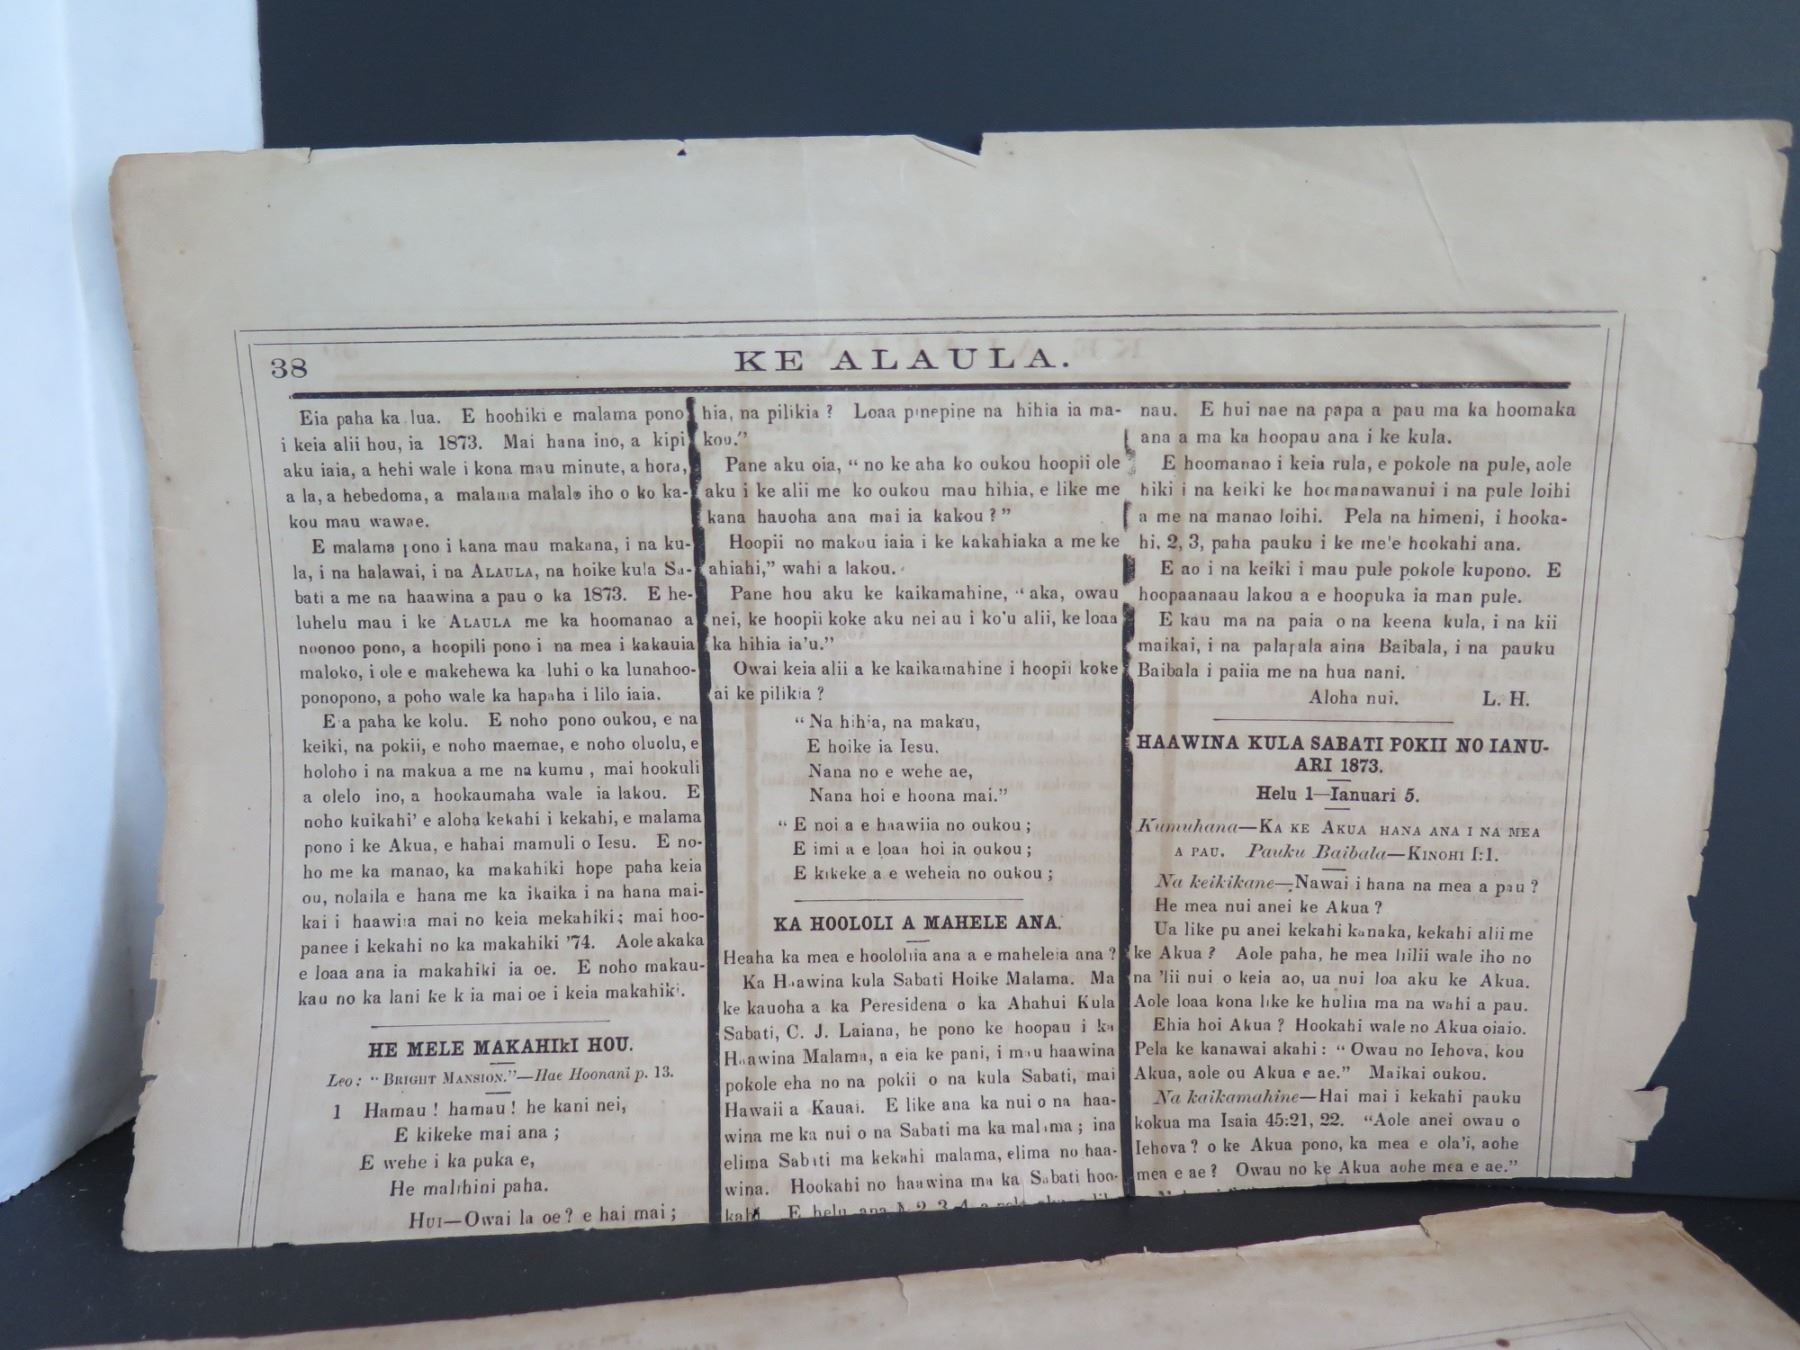 38
KE ALAULA.
Eia paha ka lua. E hoohiki e malama pono
i keia alii hou, ia 1873. Mai hana ino, a kipi
aku iaia, a hehi wale i kona mau minute, a hora,
a la, a hebedoma, a malama malalo iho o ko ka-
kou mau wawae.
E malama pono i kana mau makana, i na ku-
la, i na halawai, i na ALAULA, na hoike kula Sa-
bati a me na haawina a pau o ka 1873. E he-
luhelu mau i ke ALAULA me ka hoomanao a
noonoo pono, a hoopili pono i na mea i kakauia
maloko, i ole e makehewa ka luhi o ka lunahoo-
ponopono, a poho wale ka hapaha i lilo iaia.
E a paha ke kolu. E noho pono oukou, e na
keiki, na pokii, e noho maemae, e noho oluolu, e
holoho i na makua a me na kumu , mai hookuli
a olelo ino, a hookaumaha wale ia lakou. E
noho kuikahi' e aloha kekahi i kekahi, e malama
pono i ke Akua, e hahai mamuli o Iesu. E no-
ho me ka manao, ka makahiki hope paha keia
ou, nolaila e hana me ka ikaika i na hana mai-
kai i haawiia mai no keia mekahiki; mai hoo-
panee i kekahi no ka makahiki '74. Aole akaka
e loaa ana ia makahiki ia oe. E noho makau-
kau no ka lani ke k ia mai oe i keia makahiki.
HE MELE MAKAHIkI HOU.
Leo: " BRIGHT MANSION."—Hae Hoonani p. 13.
1 Hamau ! hamau ! he kani nei,
E kikeke mai ana ;
E wehe i ka puka e,
He malihini paha.
HUI—Owai la oe? e hai mai ;
hia, na pilikia ? Loaa pinepine na hihia ia ma-
kou."
Pane aku oia, " no ke aha ko oukou hoopii ole
aku i ke alii me ko oukou mau hihia, e like me
kana hauoha ana mai ia kakou ? "
Hoopii no makou iaia i ke kakahiaka a me ke
ahiahi," wahi a lakou.
Pane hou aku ke kaikamahine, " aka, owau
nei, ke hoopii koke aku nei au i ko'u alii, ke loaa
ka hihia ia'u."
Owai keia alii a ke kaikamahine i hoopii koke
ai ke pilikia ?
" Na hihia, na makau,
E hoike ia Iesu.
Nana no e wehe ae,
Nana hoi e hoona mai."
" E noi a e haawiia no oukou ;
E imi a e loaa hoi ia oukou ;
E kikeke a e weheia no oukou ;
KA HOOLOLI A MAHELE ANA.
Heaha ka mea e hoololiia ana a e maheleia ana ?
Ka Haawina kula Sabati Hoike Malama. Ma
ke kauoha a ka Peresidena o ka Ahahui Kula
Sabati, C. J. Laiana, he pono ke hoopau i ka
Haawina Malama, a eia ke pani, i mau haawina
pokole eha no na pokii o na kula Sabati, mai
Hawaii a Kauai. E like ana ka nui o na haa-
wina me ka nui o na Sabati ma ka malama ; ina
elima Sabati ma kekahi malama, elima no haa-
wina. Hookahi no haawina ma ka Sabati hoo-
kahi. E helu ana 1 2 3 4
nau. E hui nae na papa a pau ma ka hoomaka
ana a ma ka hoopau ana i ke kula.
E hoomanao i keia rula, e pokole na pule, aole
hiki i na keiki ke hoomanawanui i na pule loihi
a me na manao loihi. Pela na himeni, i hooka-
hi, 2, 3, paha pauku i ke me'e hookahi ana.
E ao i na keiki i mau pule pokole kupono. E
hoopaanaau lakou a e hoopuka ia mau pule.
E kau ma na paia o na keena kula, i na kii
maikai, i na palapala aina Baibala, i na pauku
Baibala i paiia me na hua nani.
Aloha nui. L. H.
HAAWINA KULA SABATI POKII NO IANU-
ARI 1873.
Helu 1—Ianuari 5.
Kumuhana—KA KE AKUA HANA ANA I NA MEA
A PAU. Pauku Baibala—KINOHI I:1.
Na keikikane—Nawai i hana na mea a pau ?
He mea nui anei ke Akua ?
Ua like pu anei kekahi kanaka, kekahi alii me
ke Akua ? Aole paha, he mea liilii wale iho no
na 'lii nui o keia ao, ua nui loa aku ke Akua.
Aole loaa kona like ke huliia ma na wahi a pau.
Ehia hoi Akua ? Hookahi wale no Akua oiaio.
Pela ke kanawai akahi : " Owau no Iehova, kou
Akua, aole ou Akua e ae." Maikai oukou.
Na kaikamahine—Hai mai i kekahi pauku
kokua ma Isaia 45:21, 22. "Aole anei owau o
Iehova ? o ke Akua pono, ka mea e ola'i, aohe
mea e ae ? Owau no ke Akua aohe mea e ae."